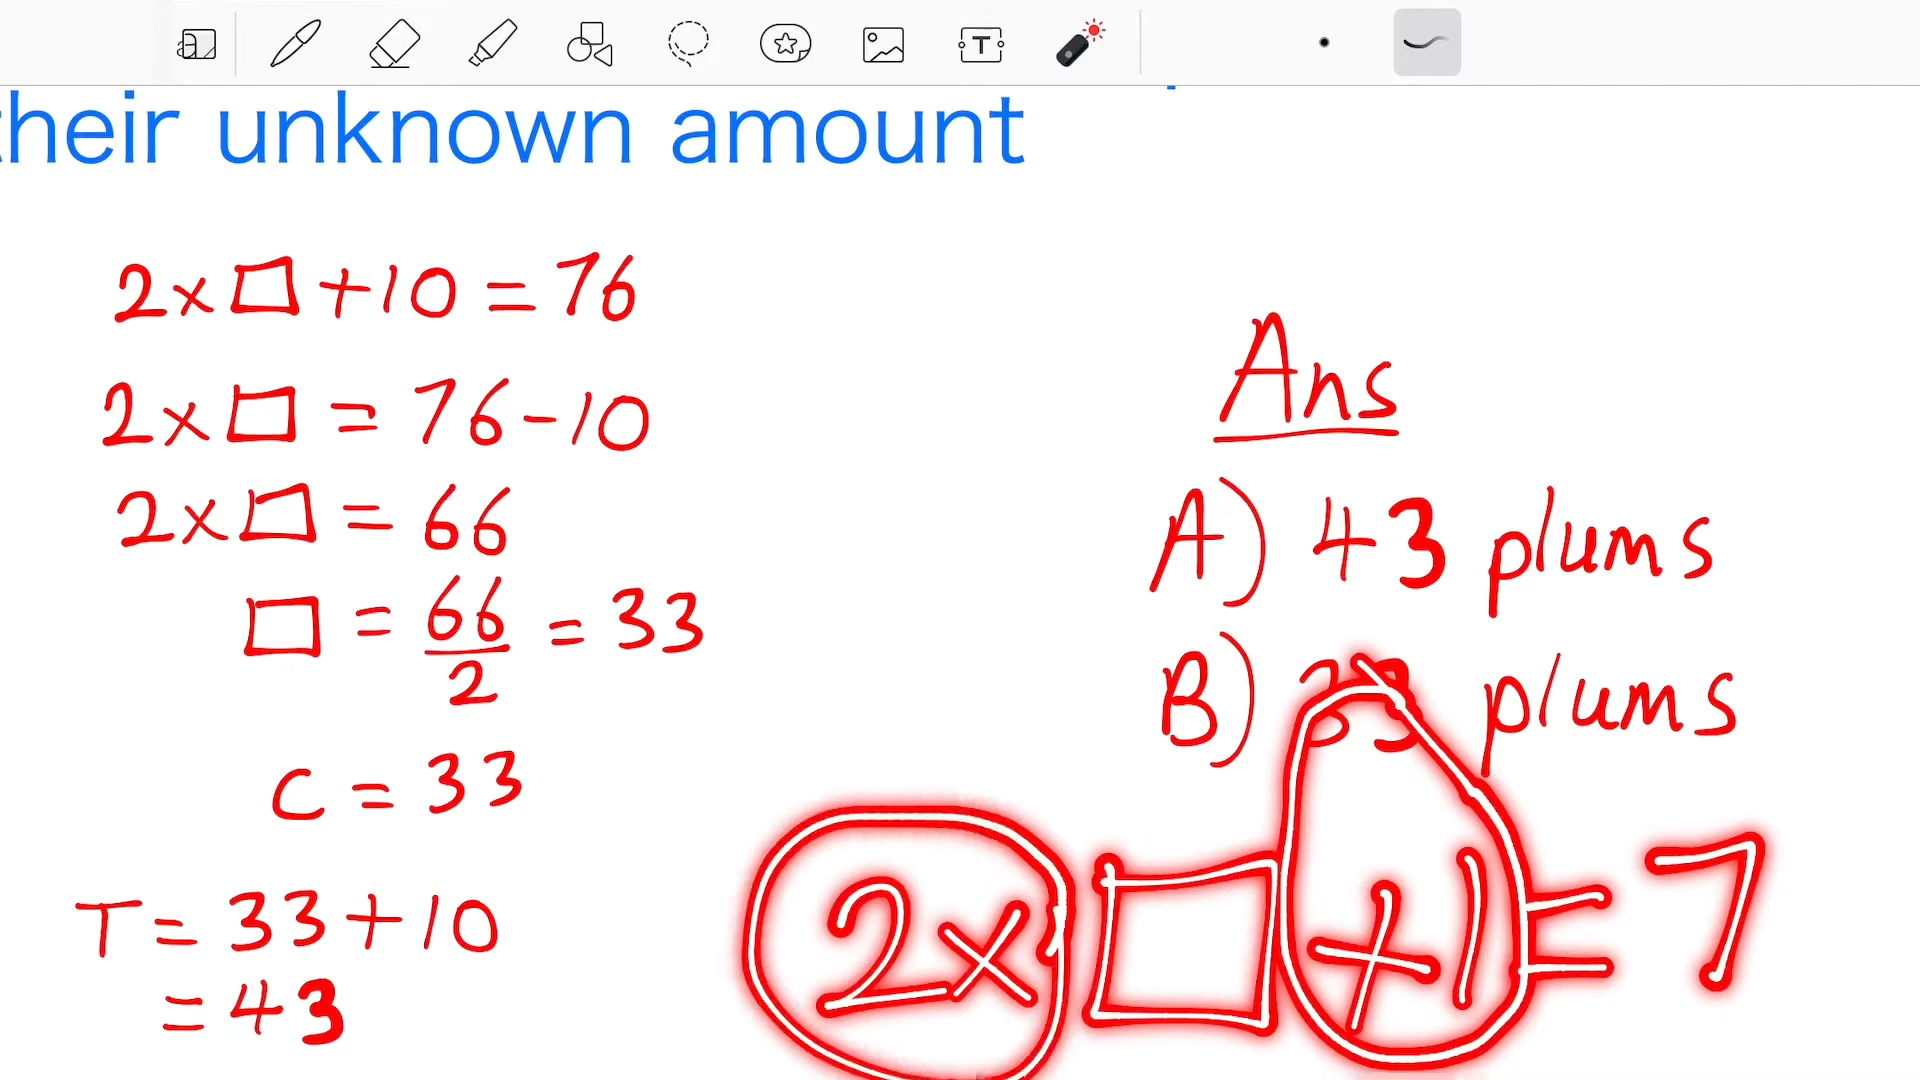 their unknown amount
2 x □ + 10 = 76
2 x □ = 76 - 10
2 x □ = 66
□ = 66/2 = 33
C = 33
T = 33 + 10
= 43
Ans
A) 43 plums
B) 33 plums
2 x □ + 1 = 7